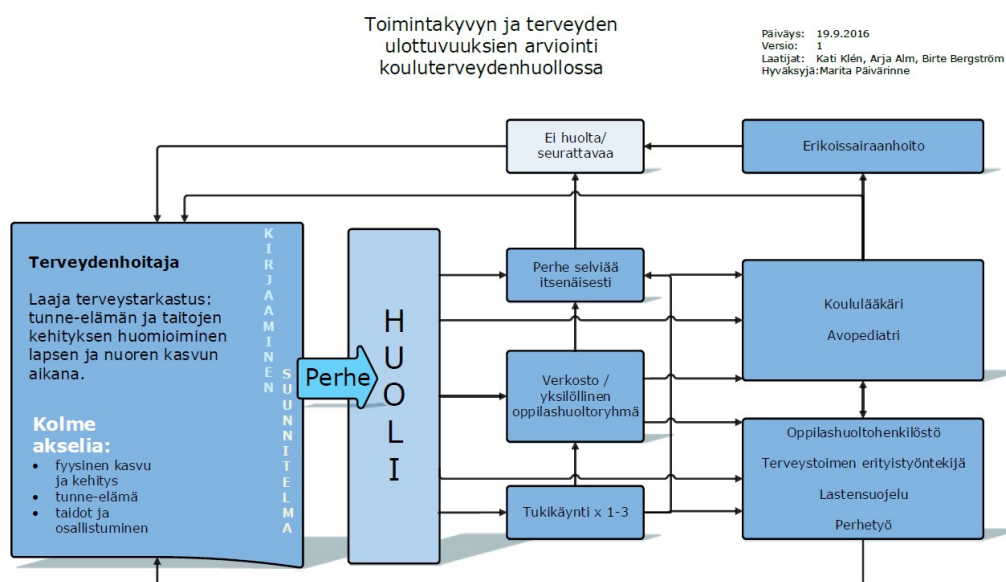 Toimintakyvyn ja terveyden
ulottuvuuksien arviointi
kouluterveydenhuollossa
Päiväys: 19.9.2016
Versio: 1
Laatijat: Kati Klén, Arja Alm, Birte Bergström
Hyväksyjä:Marita Päivärinne
Ei huolta/
seurattavaa
Erikoissairaanhoito
Terveydenhoitaja
Laaja terveystarkastus:
tunne-elämän ja taitojen
kehityksen huomioiminen
lapsen ja nuoren kasvun
aikana.
Kolme
akselia:
• fyysinen kasvu
ja kehitys
• tunne-elämä
• taidot ja
osallistuminen
KIRJAAMINEN
SUUNNITELMA
Perhe
HUOLI
Perhe selviää
itsenäisesti
Verkosto /
yksilöllinen
oppilashuoltoryhmä
Tukikäynti x 1-3
Koululääkäri
Avopediatri
Oppilashuoltohenkilöstö
Terveystoimen erityistyöntekijä
Lastensuojelu
Perhetyö